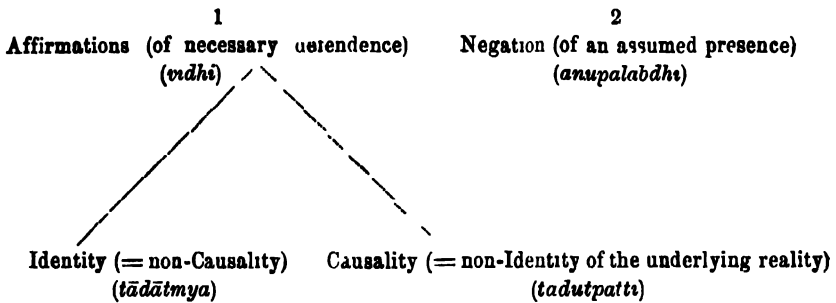 1 2
Affirmations (of necessary derendence) Negation (of an assumed presence)
(vidhi) (anupalabdhi)
Identity (= non-Causality) Causality (= non-Identity of the underlying reality)
(tādātmya) (tadutpatti)